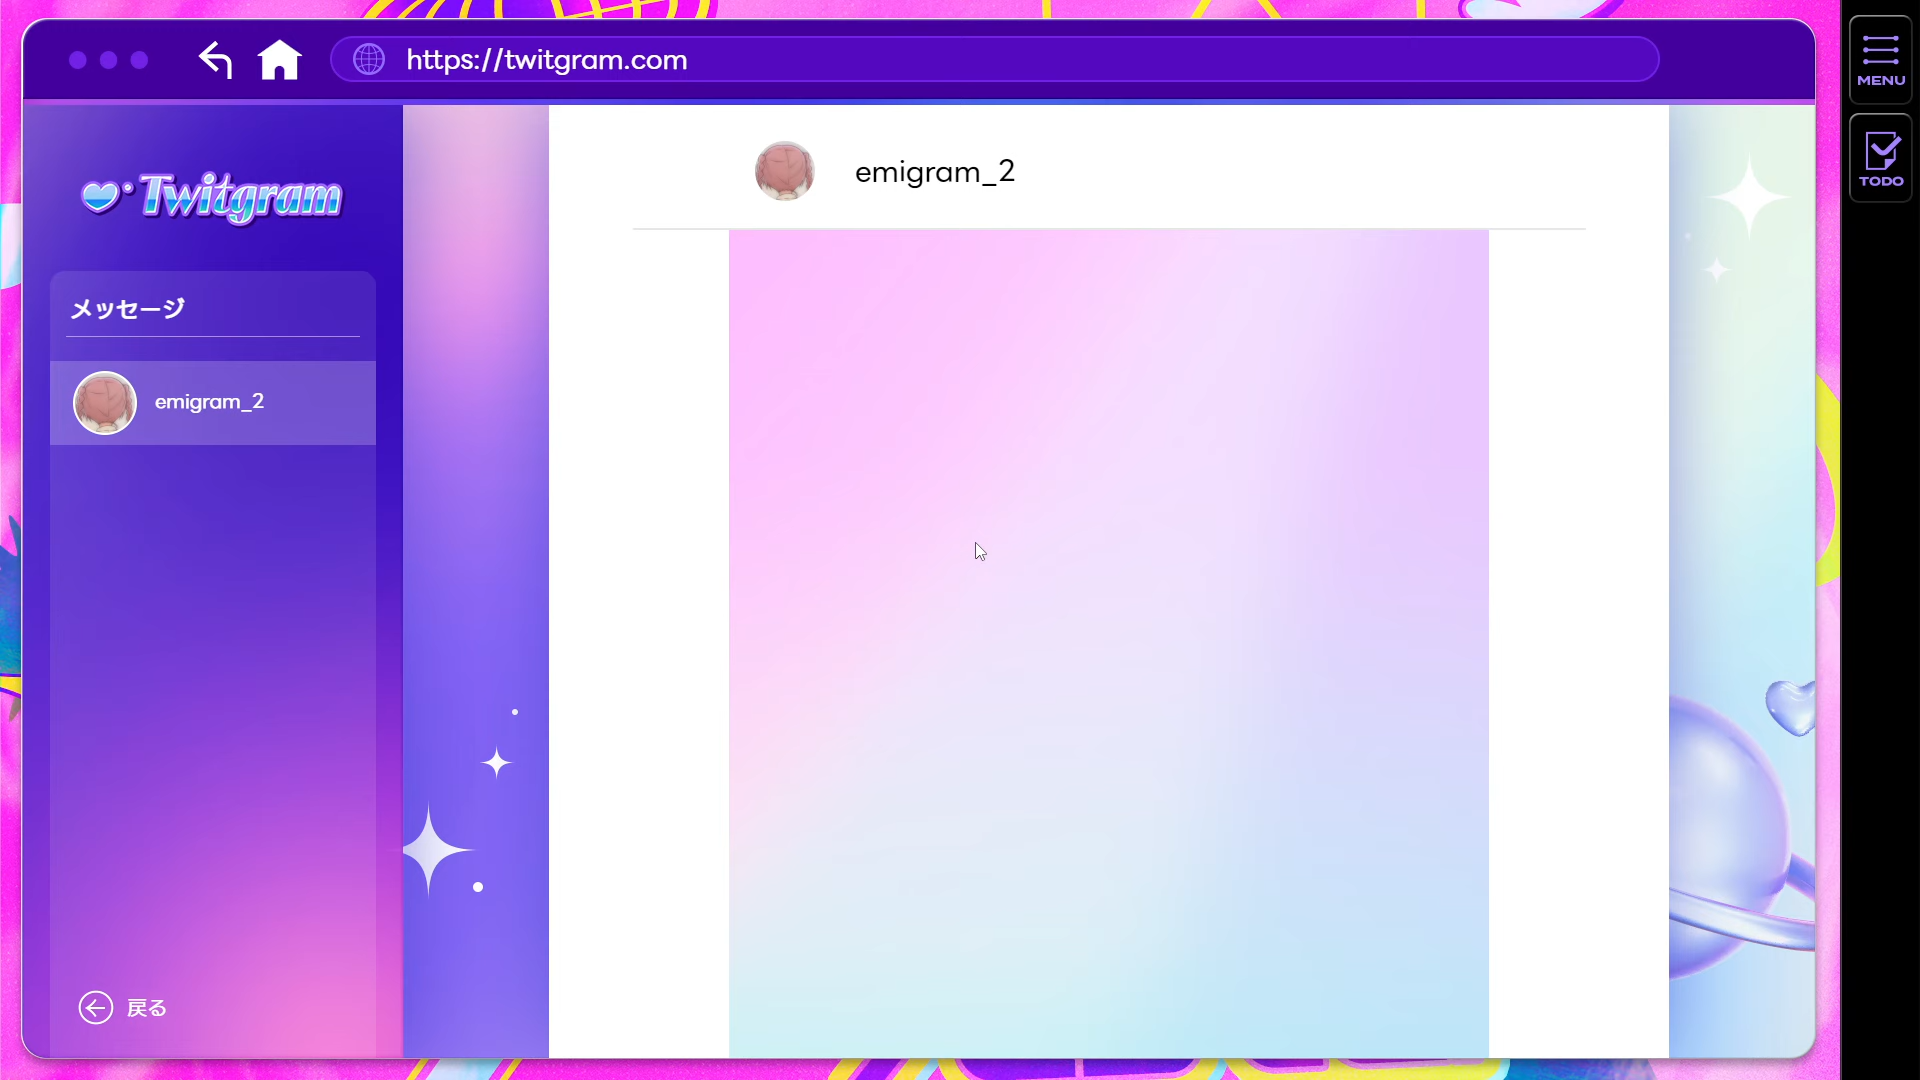 https://twitgram.com
MENU
TODO
Twitgram
メッセージ
emigram_2
emigram_2
戻る